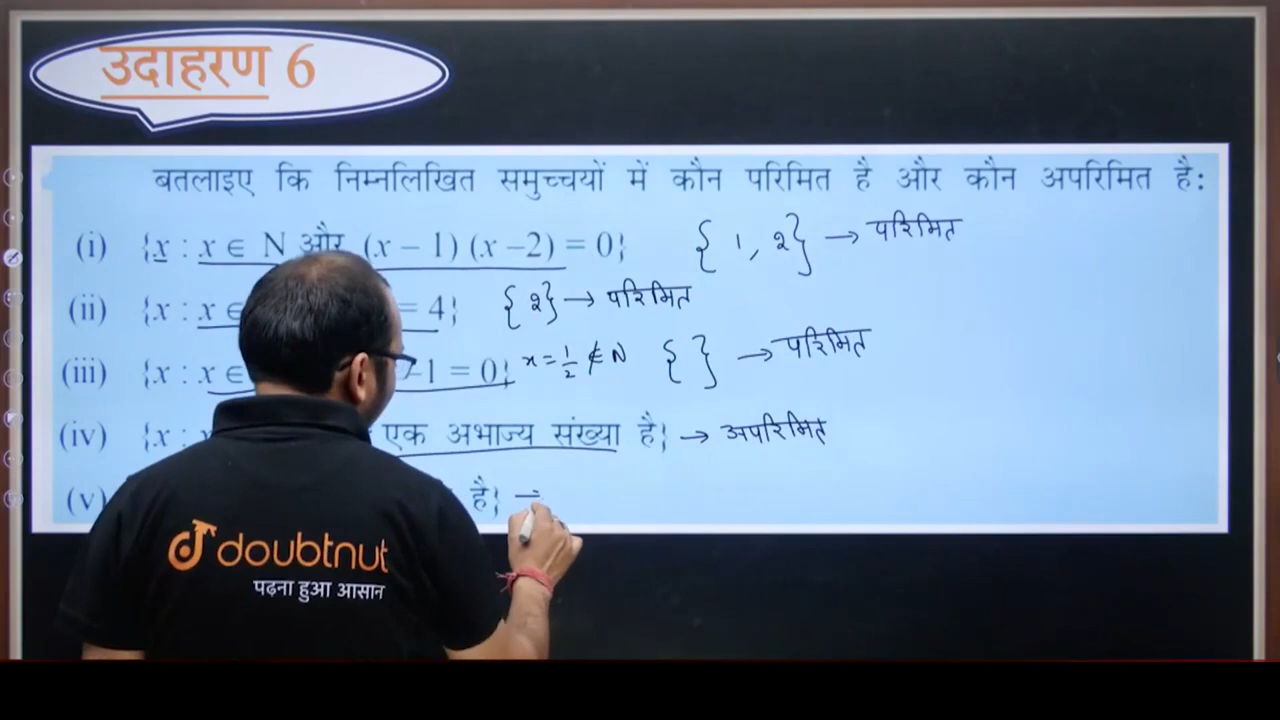 उदाहरण 6
बतलाइए कि निम्नलिखित समुच्चयों में कौन परिमित है और कौन अपरिमित है:
(i) {x : x ∈ N और (x – 1) (x –2) = 0} { 1, 2} → परिमित
(ii) {x : x ∈ = 4} { 2} → परिमित
(iii) {x : x ∈ –1 = 0} x = 1/2 ∉ N { } → परिमित
(iv) {x : एक अभाज्य संख्या है} → अपरिमित
(v) है}
doubtnut
पढ़ना हुआ आसान